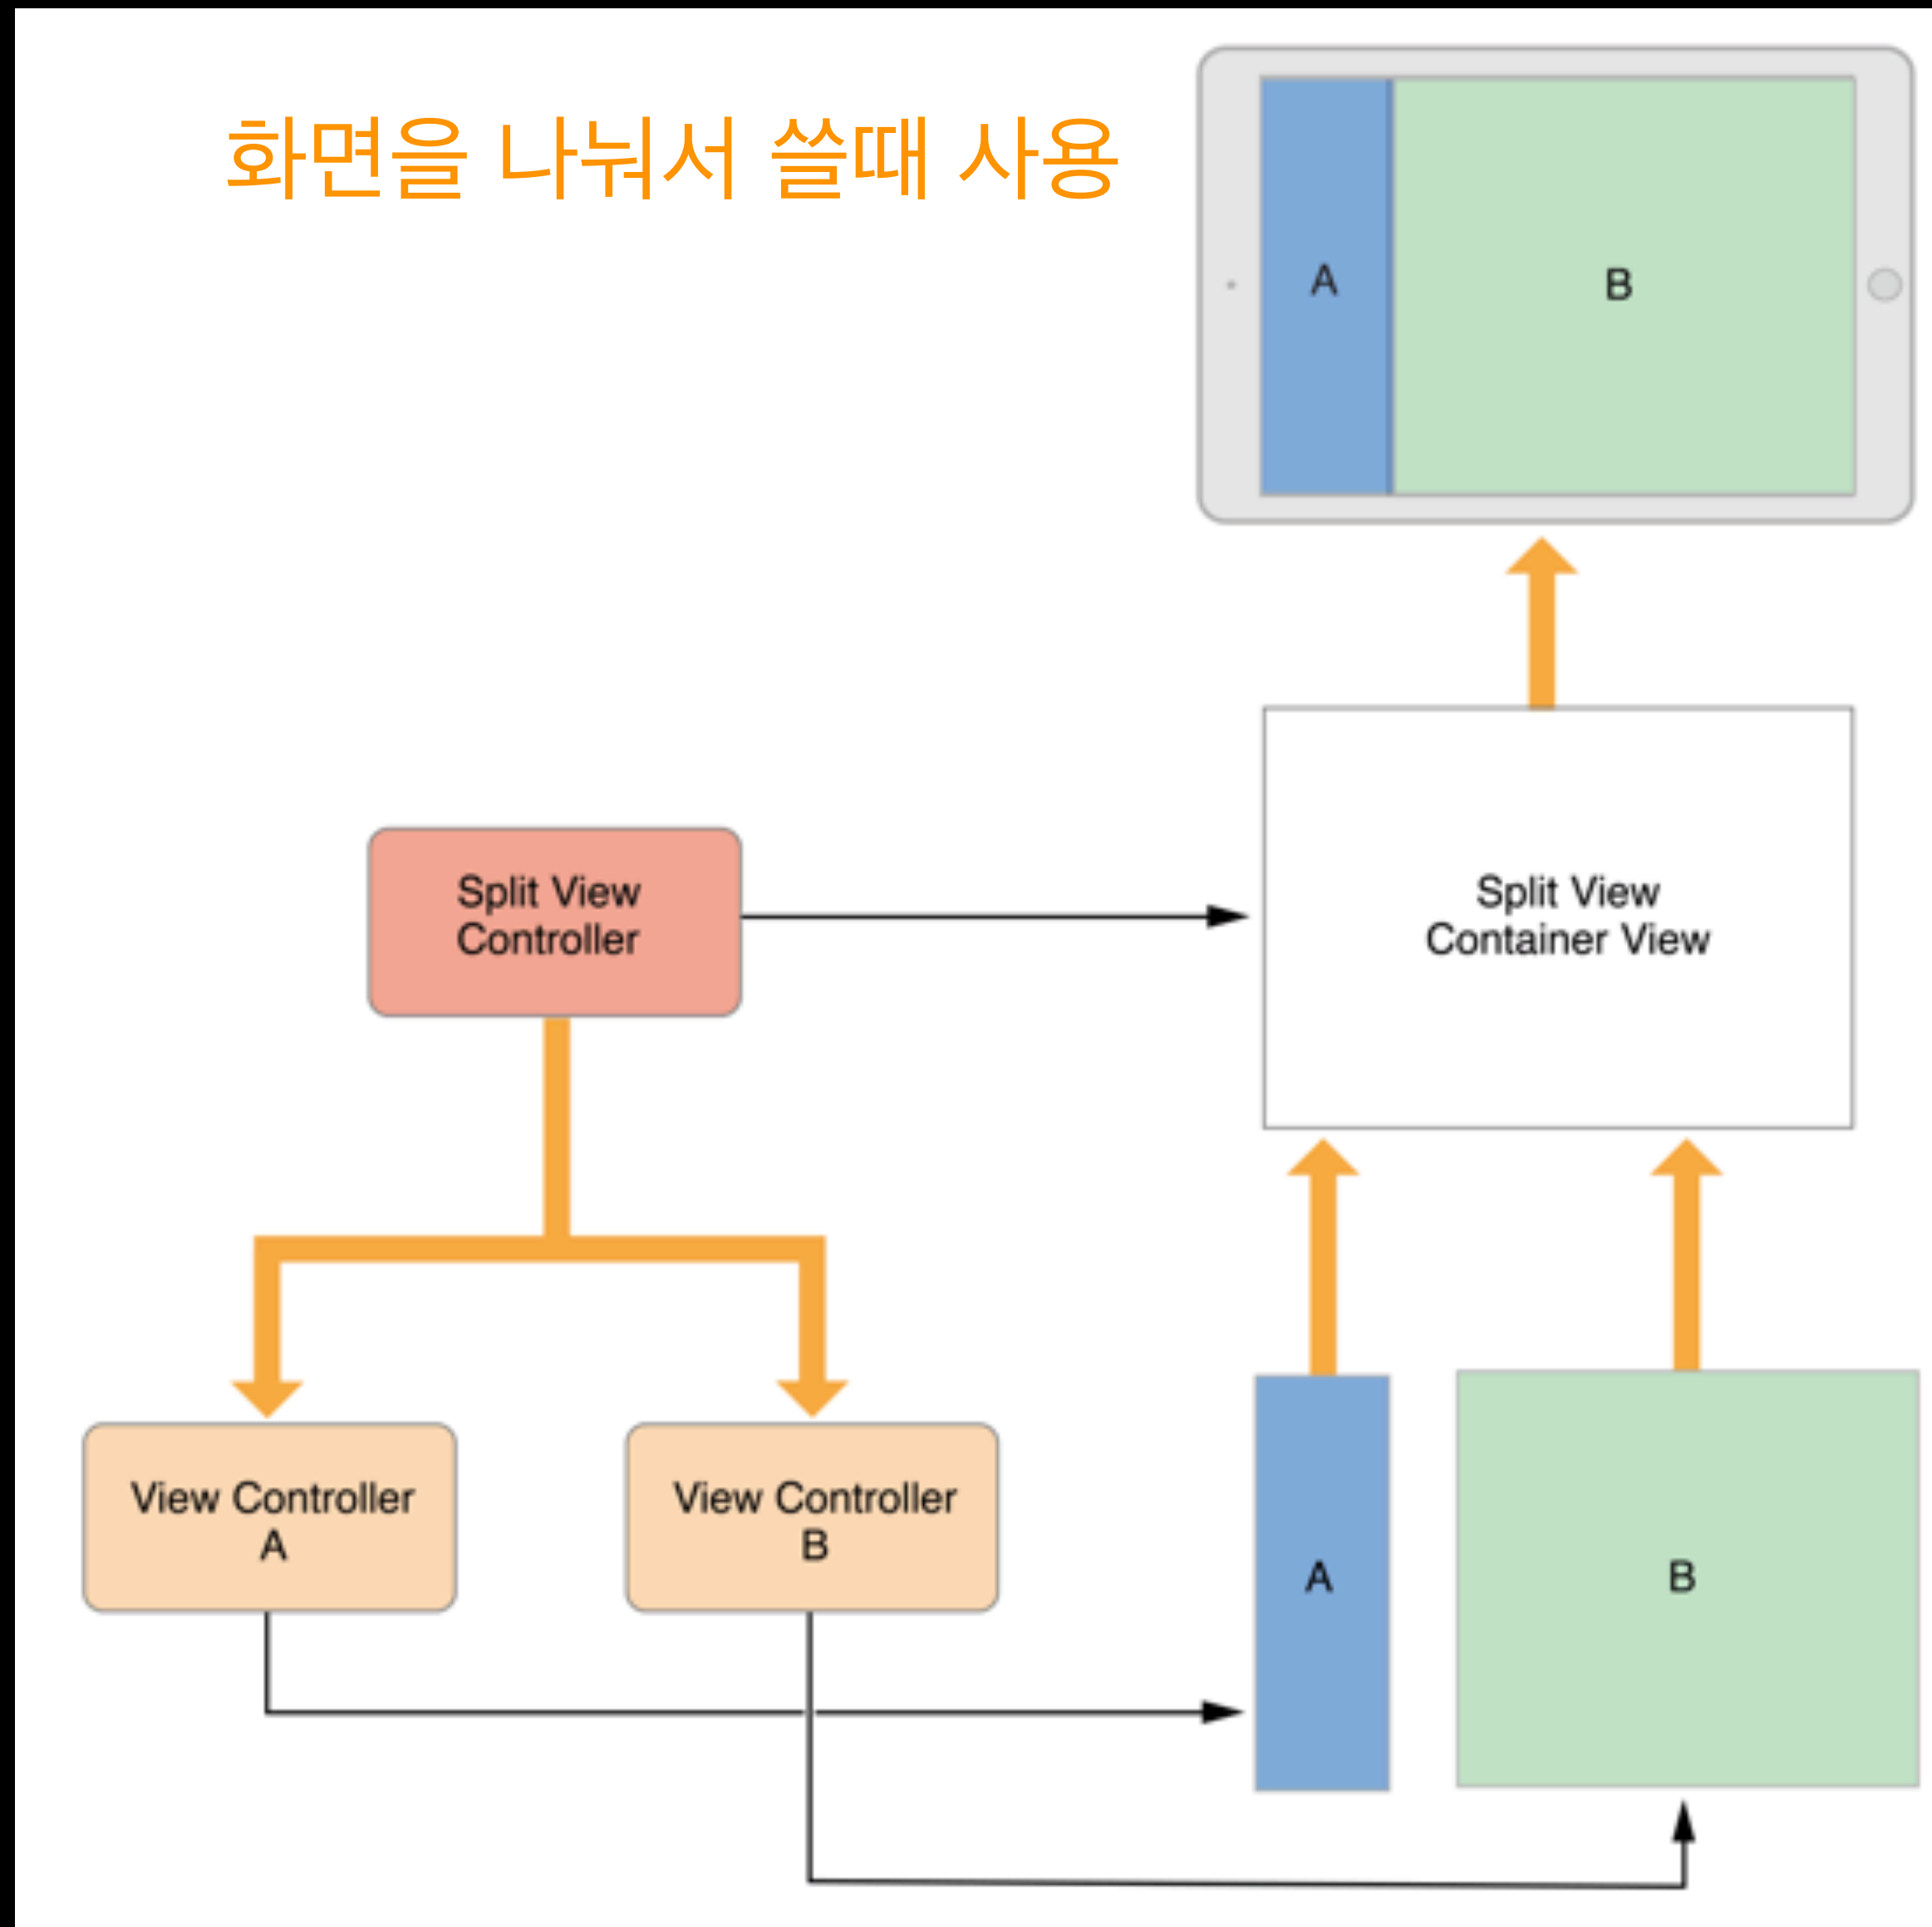 화면을 나눠서 쓸때 사용
A
B
Split View
Controller
Split View
Container View
View Controller
A
View Controller
B
A
B